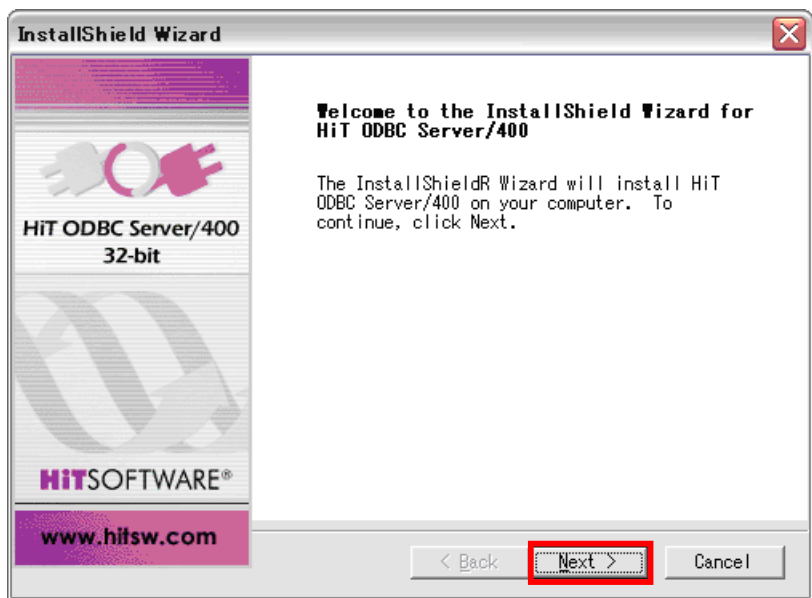 InstallShield Wizard
HiT ODBC Server/400
32-bit
HiTSOFTWARE®
www.hitsw.com
Welcome to the InstallShield Wizard for
HiT ODBC Server/400
The InstallShieldR Wizard will install HiT
ODBC Server/400 on your computer. To
continue, click Next.
< Back
Next >
Cancel